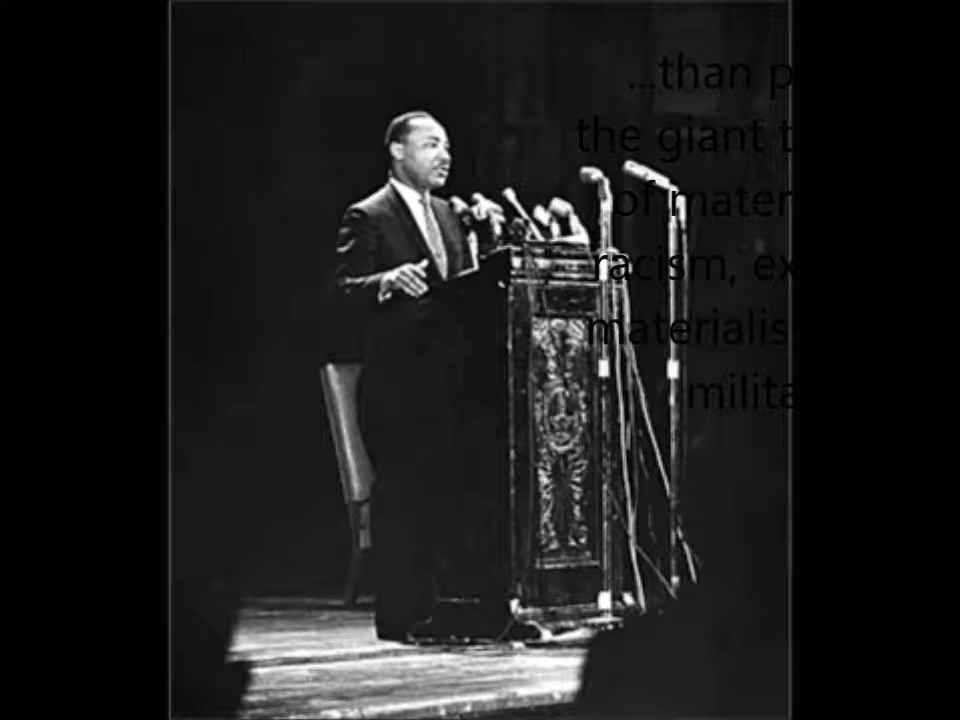 ...than p
the giant t
of mater
racism, ex
materialis
milita